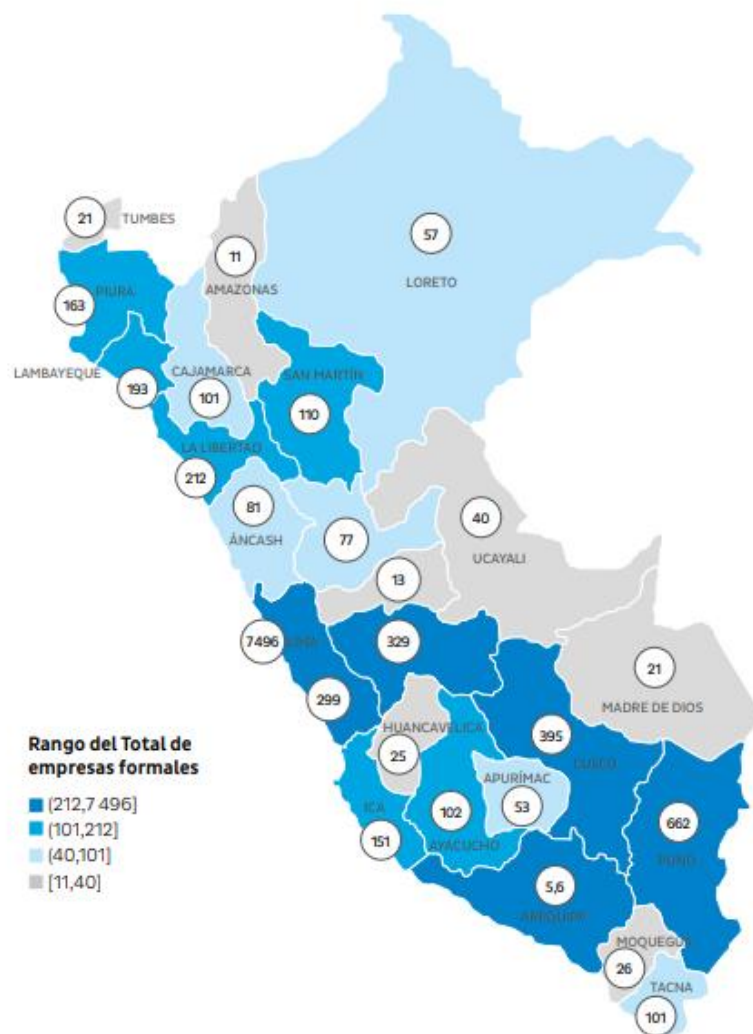 21
TUMBES
57
11
AMAZONAS
LORETO
PIURA
163
LAMBAYEQUE
193
CAJAMARCA
101
SAN MARTÍN
110
LA LIBERTAD
212
81
ÁNCASH
77
40
UCAYALI
13
7496
LIMA
329
21
MADRE DE DIOS
299
HUANCAVELICA
25
395
CUSCO
APURÍMAC
53
ICA
151
102
AYACUCHO
662
PUNO
5,6
AREQUIPA
MOQUEGUA
26
TACNA
101
Rango del Total de
empresas formales
(212,7 496]
(101,212]
(40,101]
[11,40]